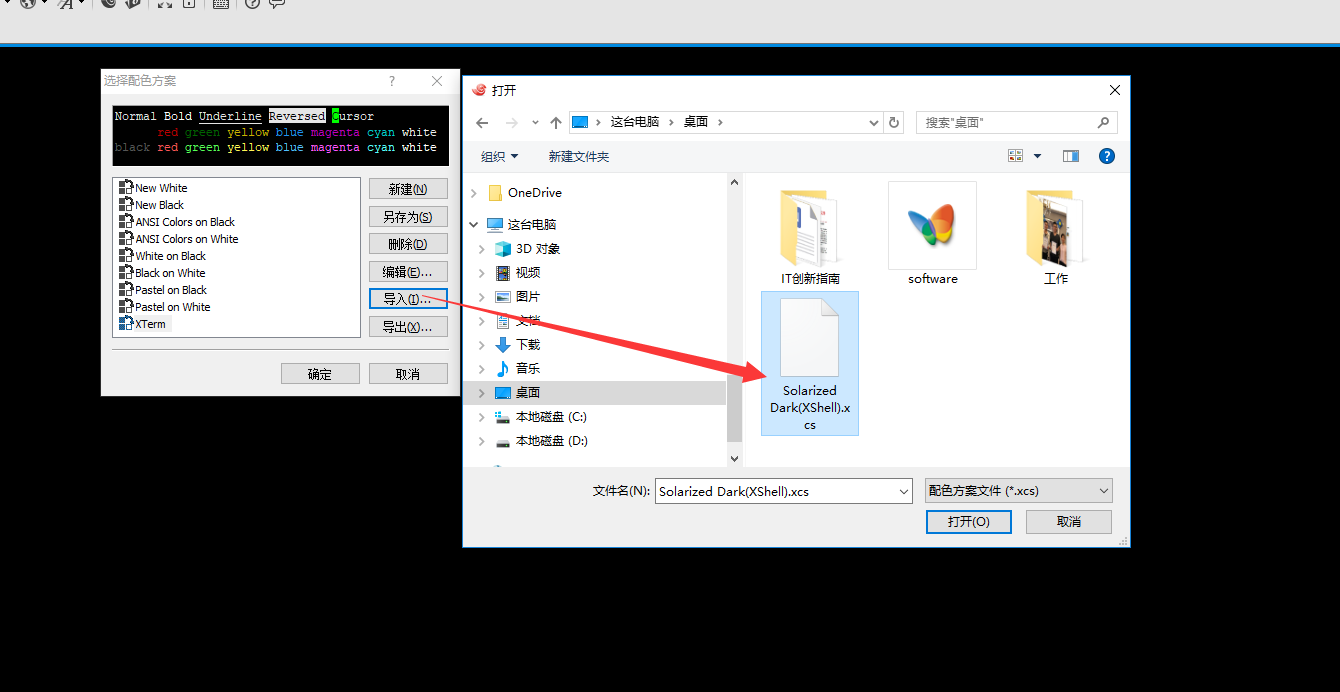 选择配色方案
?
Normal Bold Underline Reversed Cursor
red green yellow blue magenta cyan white
black red green yellow blue magenta cyan white
New White
New Black
ANSI Colors on Black
ANSI Colors on White
White on Black
Black on White
Pastel on Black
Pastel on White
XTerm
新建(N)
另存为(S)
删除(D)
编辑(E)...
导入(I)...
导出(X)...
确定
取消
打开
这台电脑
桌面
搜索"桌面"
组织
新建文件夹
?
OneDrive
这台电脑
3D 对象
视频
图片
文档
下载
音乐
桌面
本地磁盘 (C:)
本地磁盘 (D:)
IT创新指南
software
工作
Solarized
Dark(XShell).x
cs
文件名(N):
Solarized Dark(XShell).xcs
配色方案文件 (*.xcs)
打开(O)
取消